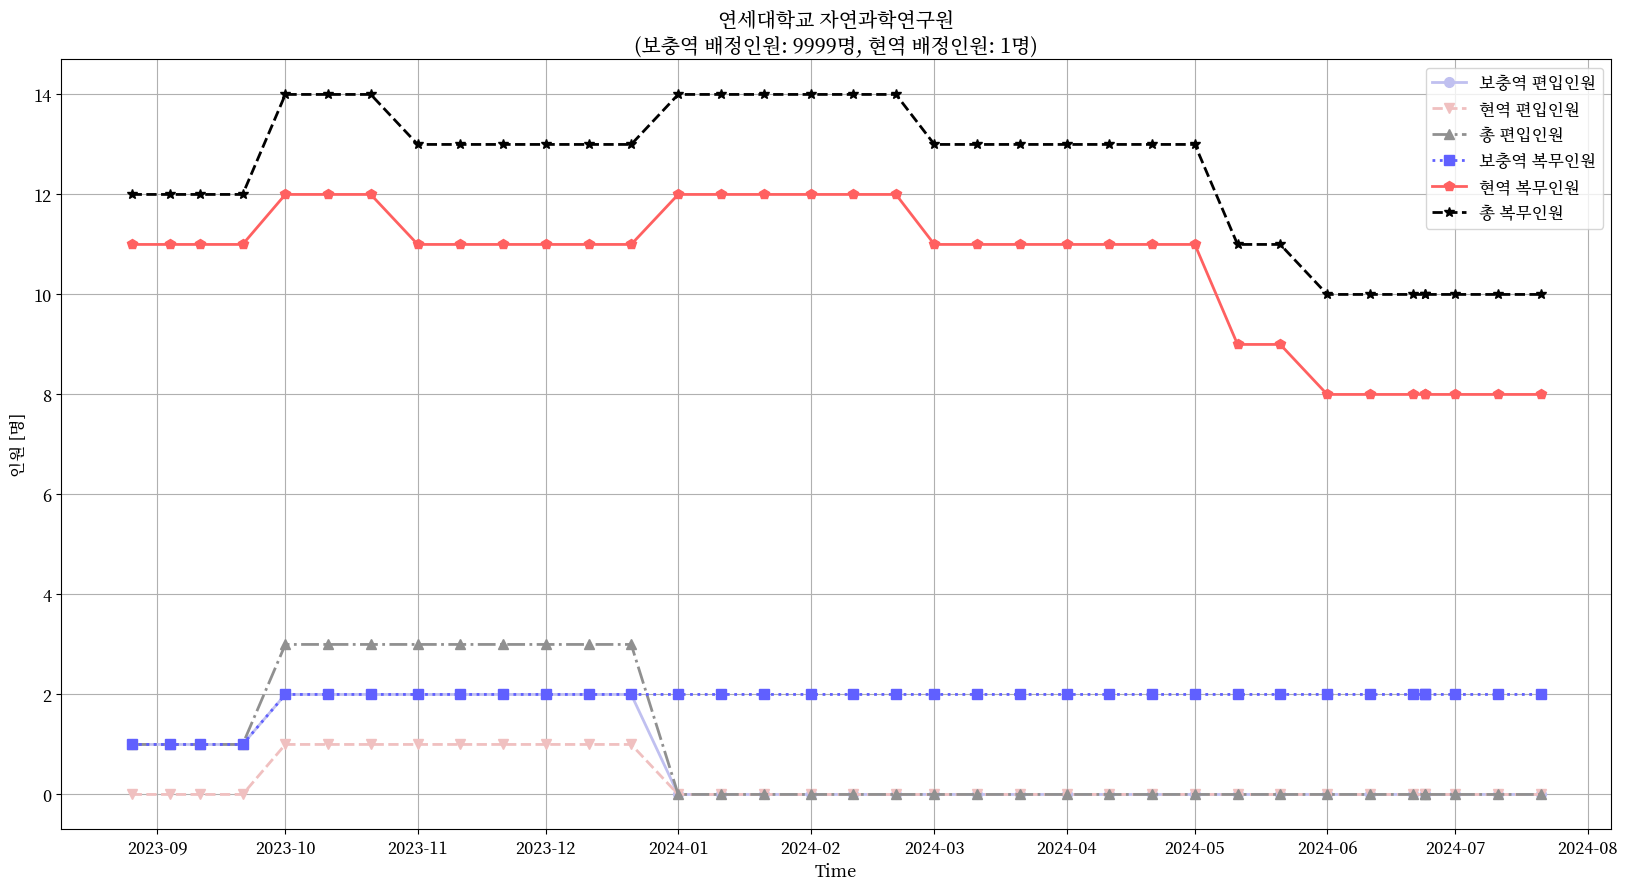 연세대학교 자연과학연구원
(보충역 배정인원: 9999명, 현역 배정인원: 1명)
보충역 편입인원
현역 편입인원
총 편입인원
보충역 복무인원
현역 복무인원
총 복무인원
인원 [명]
14
12
10
8
6
4
2
0
2023-09
2023-10
2023-11
2023-12
2024-01
2024-02
2024-03
2024-04
2024-05
2024-06
2024-07
2024-08
Time